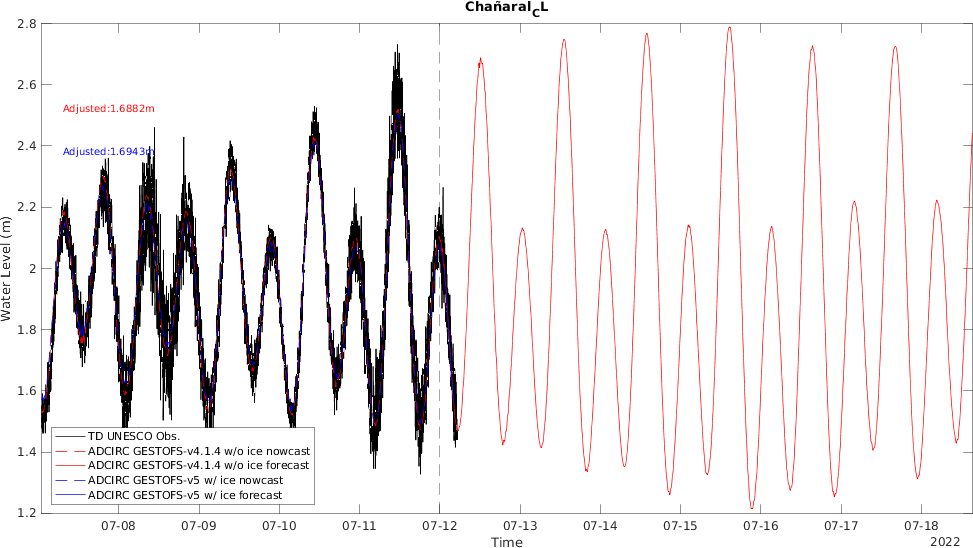 Chañaral_CL
2.8
2.6
2.4
2.2
2
1.8
1.6
1.4
1.2
Water Level (m)
Adjusted:1.6882m
Adjusted:1.6943m
TD UNESCO Obs.
ADCIRC GESTOFS-v4.1.4 w/o ice nowcast
ADCIRC GESTOFS-v4.1.4 w/o ice forecast
ADCIRC GESTOFS-v5 w/ ice nowcast
ADCIRC GESTOFS-v5 w/ ice forecast
07-08 07-09 07-10 07-11 07-12 07-13 07-14 07-15 07-16 07-17 07-18
Time
2022